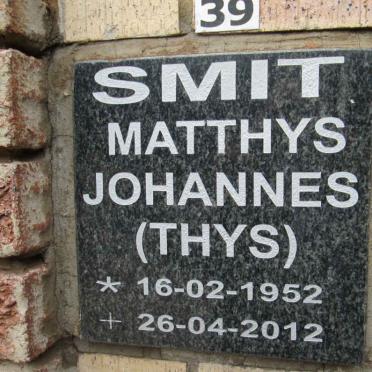 39
SMIT
MATTHYS
JOHANNES
(THYS)
* 16-02-1952
+ 26-04-2012